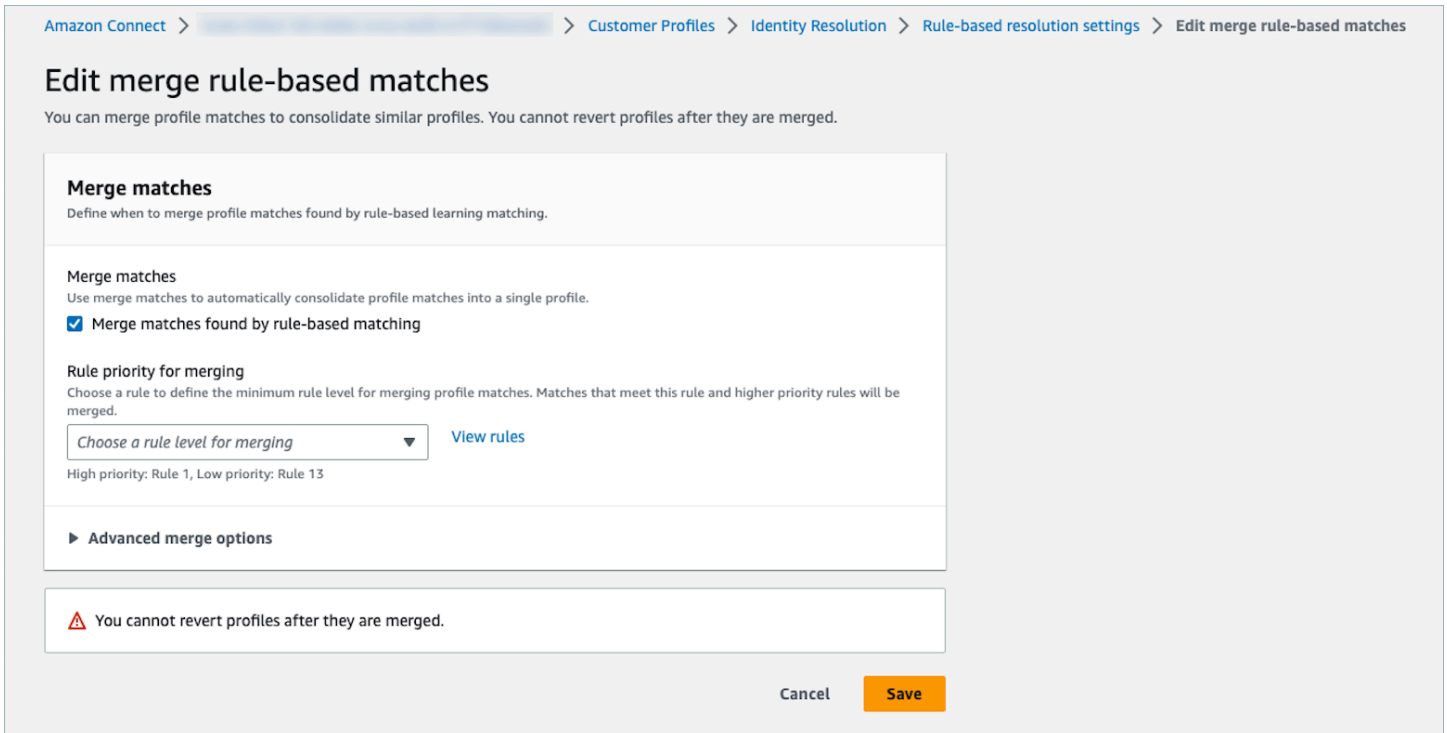 Amazon Connect > > Customer Profiles > Identity Resolution > Rule-based resolution settings > Edit merge rule-based matches
Edit merge rule-based matches
You can merge profile matches to consolidate similar profiles. You cannot revert profiles after they are merged.
Merge matches
Define when to merge profile matches found by rule-based learning matching.
Merge matches
Use merge matches to automatically consolidate profile matches into a single profile.
Merge matches found by rule-based matching
Rule priority for merging
Choose a rule to define the minimum rule level for merging profile matches. Matches that meet this rule and higher priority rules will be
merged.
Choose a rule level for merging View rules
High priority: Rule 1, Low priority: Rule 13
Advanced merge options
You cannot revert profiles after they are merged.
Cancel Save